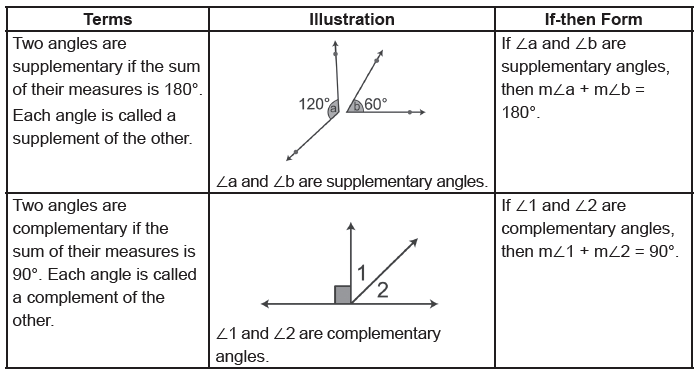 Terms
Illustration
If-then Form
Two angles are
supplementary if the sum
of their measures is 180°.
Each angle is called a
supplement of the other.
120°
a
b
60°
∠a and ∠b are supplementary angles.
If ∠a and ∠b are
supplementary angles,
then m∠a + m∠b =
180°.
Two angles are
complementary if the
sum of their measures is
90°. Each angle is called
a complement of the
other.
1
2
∠1 and ∠2 are complementary
angles.
If ∠1 and ∠2 are
complementary angles,
then m∠1 + m∠2 = 90°.